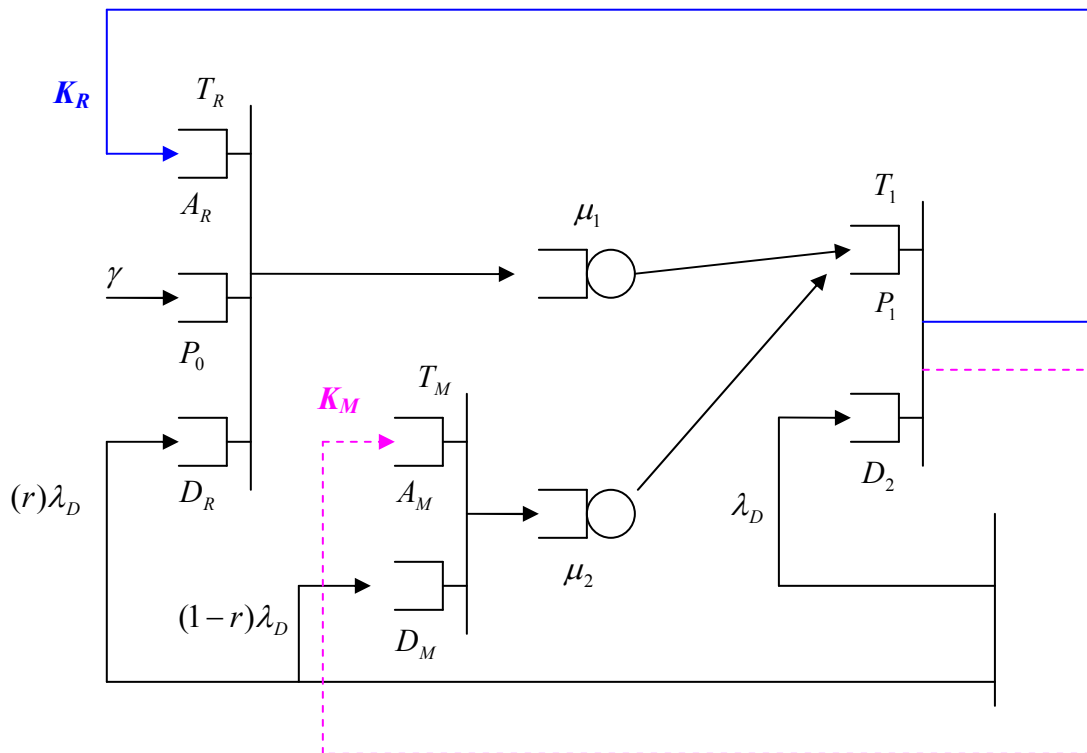 K_R
T_R
A_R
γ
P_0
D_R
(r)λ_D
K_M
T_M
A_M
(1−r)λ_D
D_M
μ_1
μ_2
T_1
P_1
D_2
λ_D